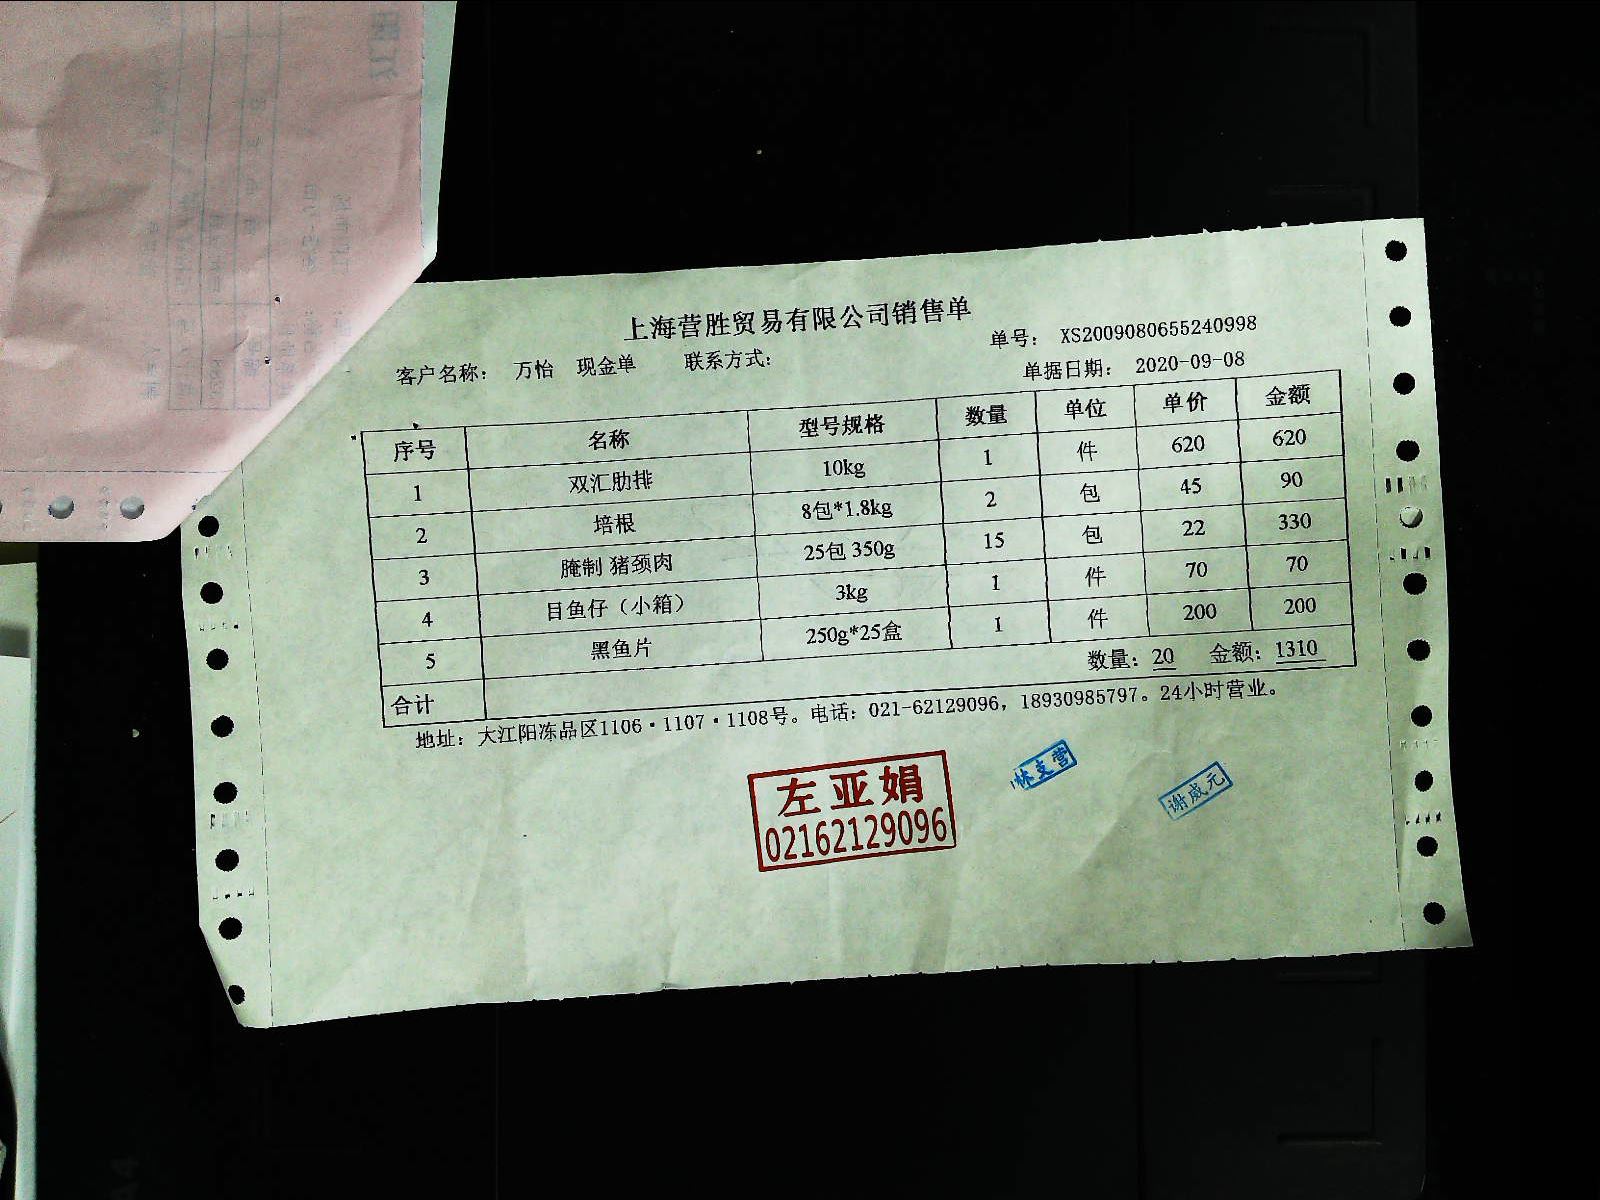 上海营胜贸易有限公司销售单
单号： XS2009080655240998
客户名称： 万怡 现金单 联系方式：
单据日期： 2020-09-08
序号 名称 型号规格 数量 单位 单价 金额
1 双汇肋排 10kg 1 件 620 620
2 培根 8包*1.8kg 2 包 45 90
3 腌制 猪颈肉 25包 350g 15 包 22 330
4 目鱼仔（小箱） 3kg 1 件 70 70
5 黑鱼片 250g*25盒 1 件 200 200
合计 数量：20 金额：1310
地址：大江阳冻品区1106·1107·1108号。电话：021-62129096，18930985797。24小时营业。
左亚娟
02162129096
林支营
谢威元